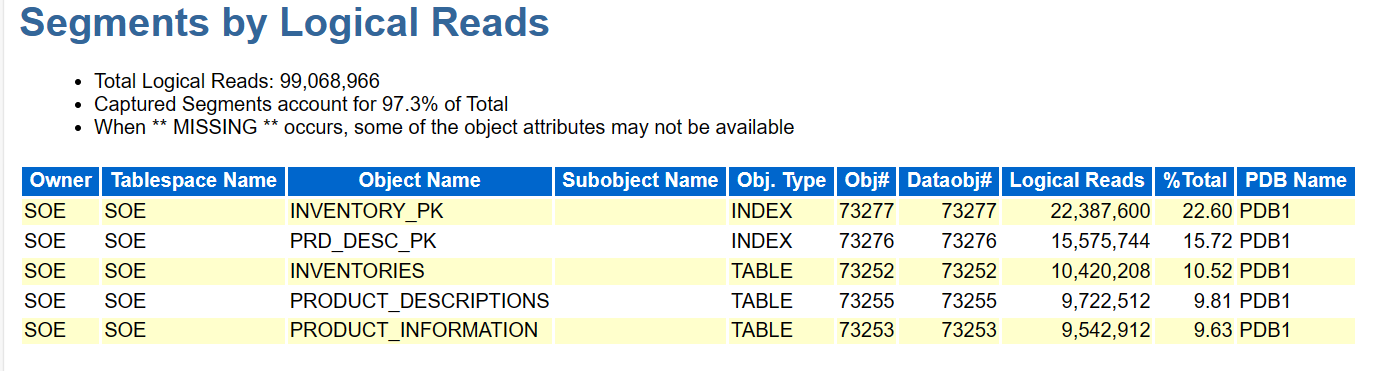 Segments by Logical Reads
• Total Logical Reads: 99,068,966
• Captured Segments account for 97.3% of Total
• When ** MISSING ** occurs, some of the object attributes may not be available
Owner Tablespace Name Object Name Subobject Name Obj. Type Obj# Dataobj# Logical Reads %Total PDB Name
SOE SOE INVENTORY_PK INDEX 73277 73277 22,387,600 22.60 PDB1
SOE SOE PRD_DESC_PK INDEX 73276 73276 15,575,744 15.72 PDB1
SOE SOE INVENTORIES TABLE 73252 73252 10,420,208 10.52 PDB1
SOE SOE PRODUCT_DESCRIPTIONS TABLE 73255 73255 9,722,512 9.81 PDB1
SOE SOE PRODUCT_INFORMATION TABLE 73253 73253 9,542,912 9.63 PDB1